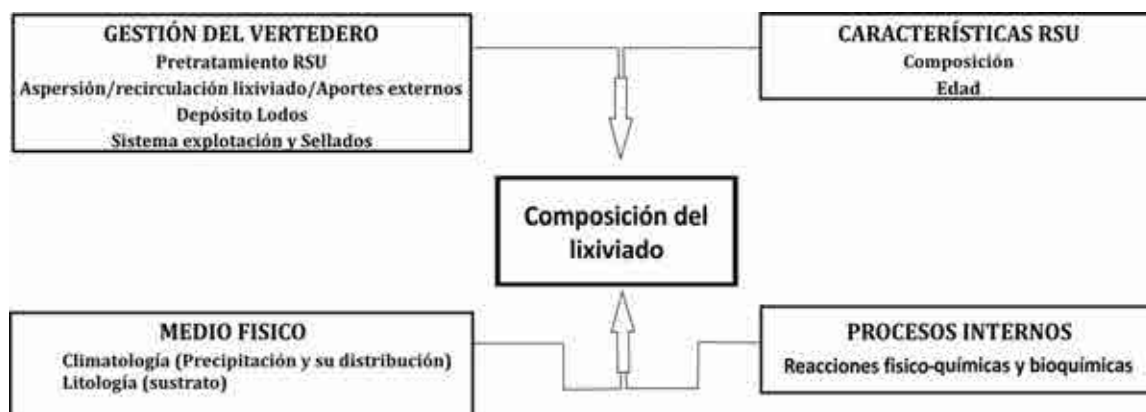 GESTIÓN DEL VERTEDERO
Pretratamiento RSU
Aspersión/recirculación lixiviado/Aportes externos
Depósito Lodos
Sistema explotación y Sellados
CARACTERÍSTICAS RSU
Composición
Edad
Composición del
lixiviado
MEDIO FISICO
Climatología (Precipitación y su distribución)
Litología (sustrato)
PROCESOS INTERNOS
Reacciones fisico-químicas y bioquímicas